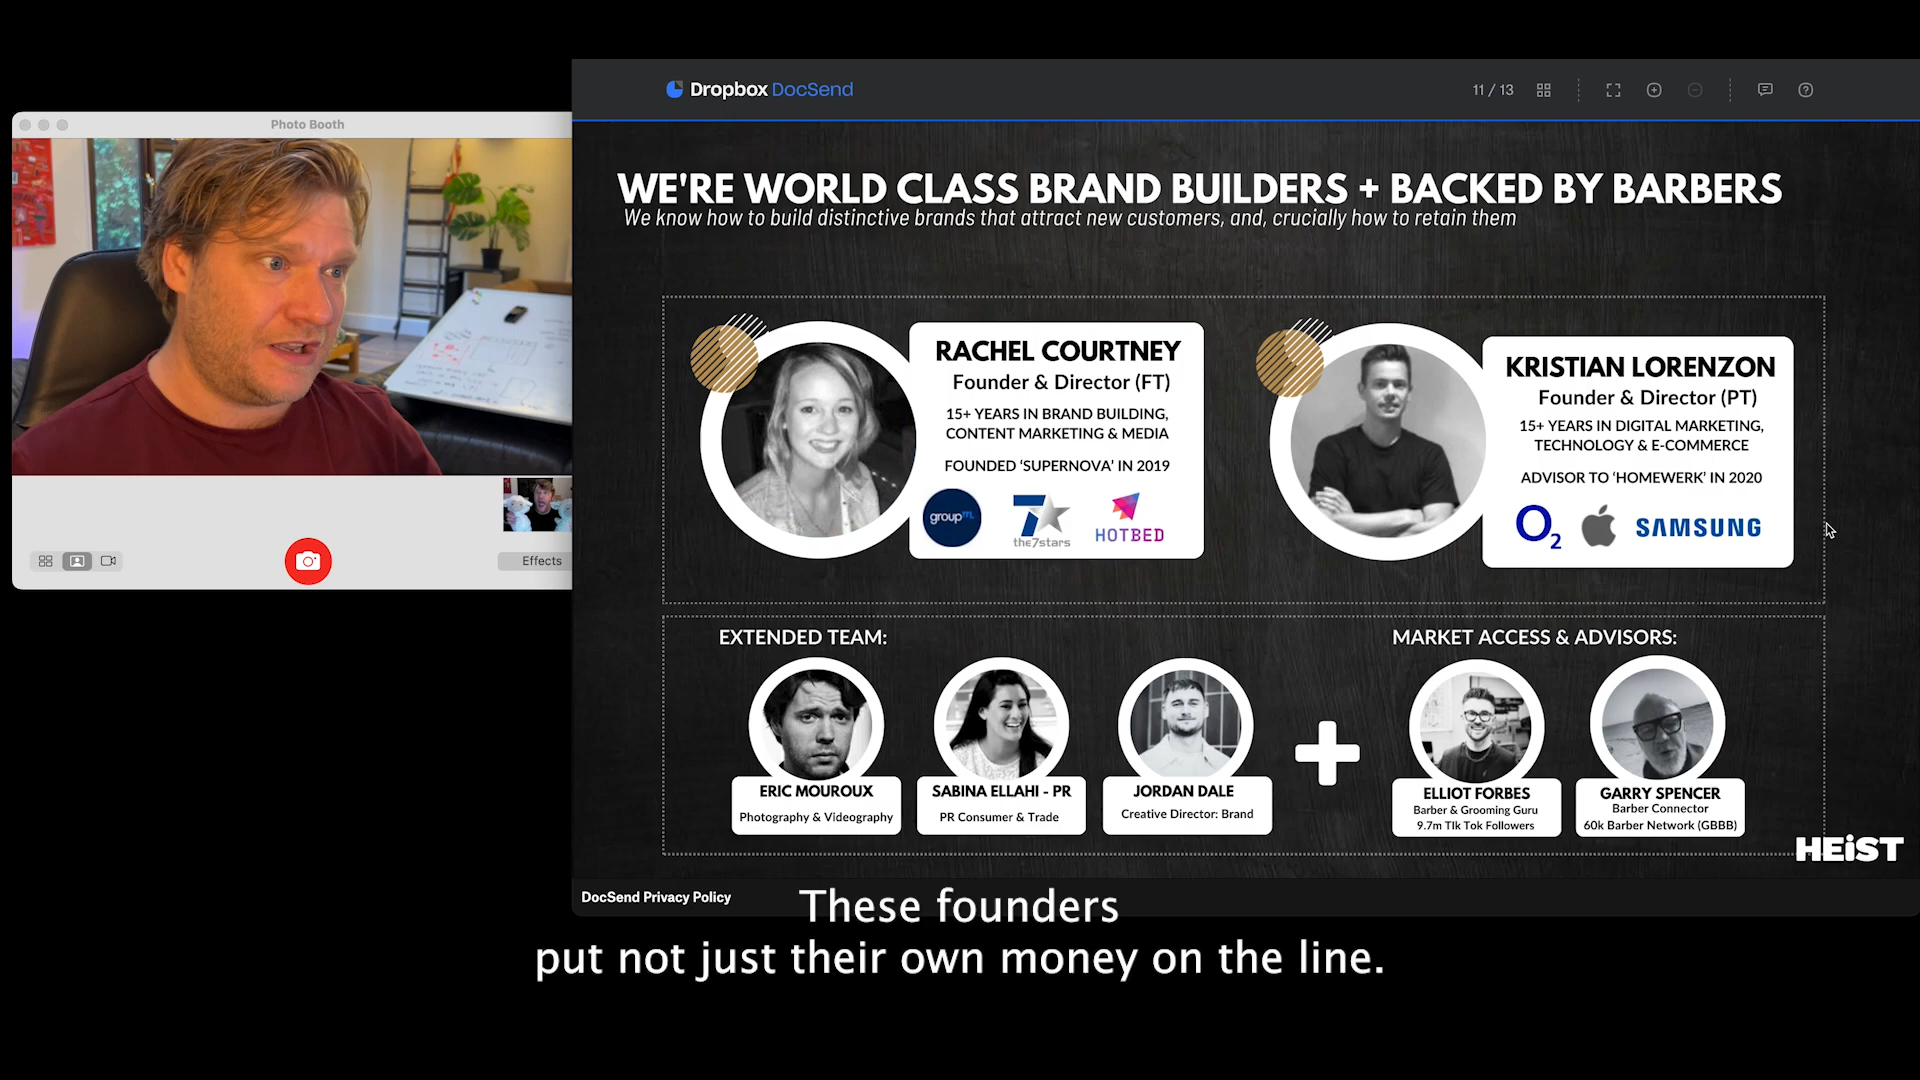 Dropbox DocSend
11 / 13
Photo Booth
WE'RE WORLD CLASS BRAND BUILDERS + BACKED BY BARBERS
We know how to build distinctive brands that attract new customers, and, crucially how to retain them
RACHEL COURTNEY
Founder & Director (FT)
15+ YEARS IN BRAND BUILDING,
CONTENT MARKETING & MEDIA
FOUNDED ‘SUPERNOVA’ IN 2019
groupm
the7stars
HOTBED
KRISTIAN LORENZON
Founder & Director (PT)
15+ YEARS IN DIGITAL MARKETING,
TECHNOLOGY & E-COMMERCE
ADVISOR TO ‘HOMEWERK’ IN 2020
O2
SAMSUNG
Effects
EXTENDED TEAM:
ERIC MOUROUX
Photography & Videography
SABINA ELLAHI - PR
PR Consumer & Trade
JORDAN DALE
Creative Director: Brand
MARKET ACCESS & ADVISORS:
ELLIOT FORBES
Barber & Grooming Guru
9.7m TIk Tok Followers
GARRY SPENCER
Barber Connector
60k Barber Network (GBBB)
HEiST
DocSend Privacy Policy
These founders
put not just their own money on the line.